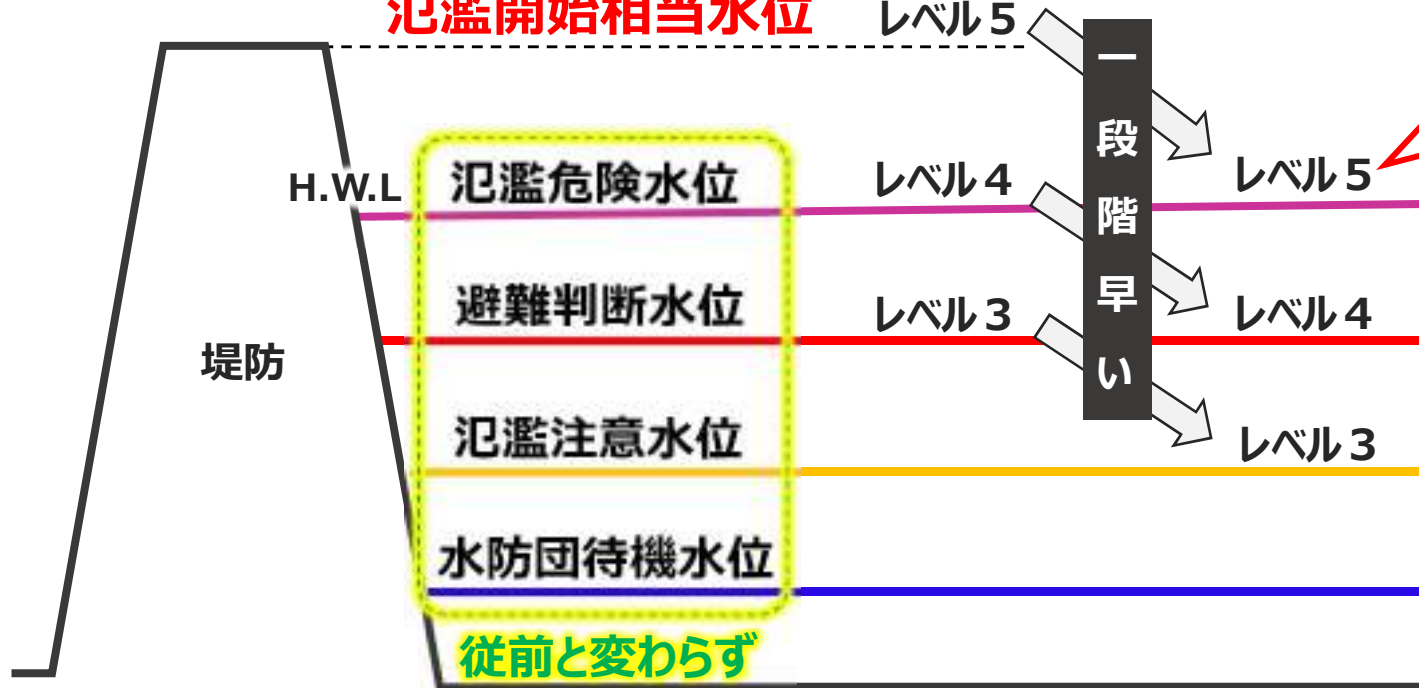 氾濫開始相当水位 レベル5
H.W.L 氾濫危険水位 レベル4 レベル5
避難判断水位 レベル3 レベル4
堤防
氾濫注意水位 レベル3
水防団待機水位
従前と変わらず
一段階早い